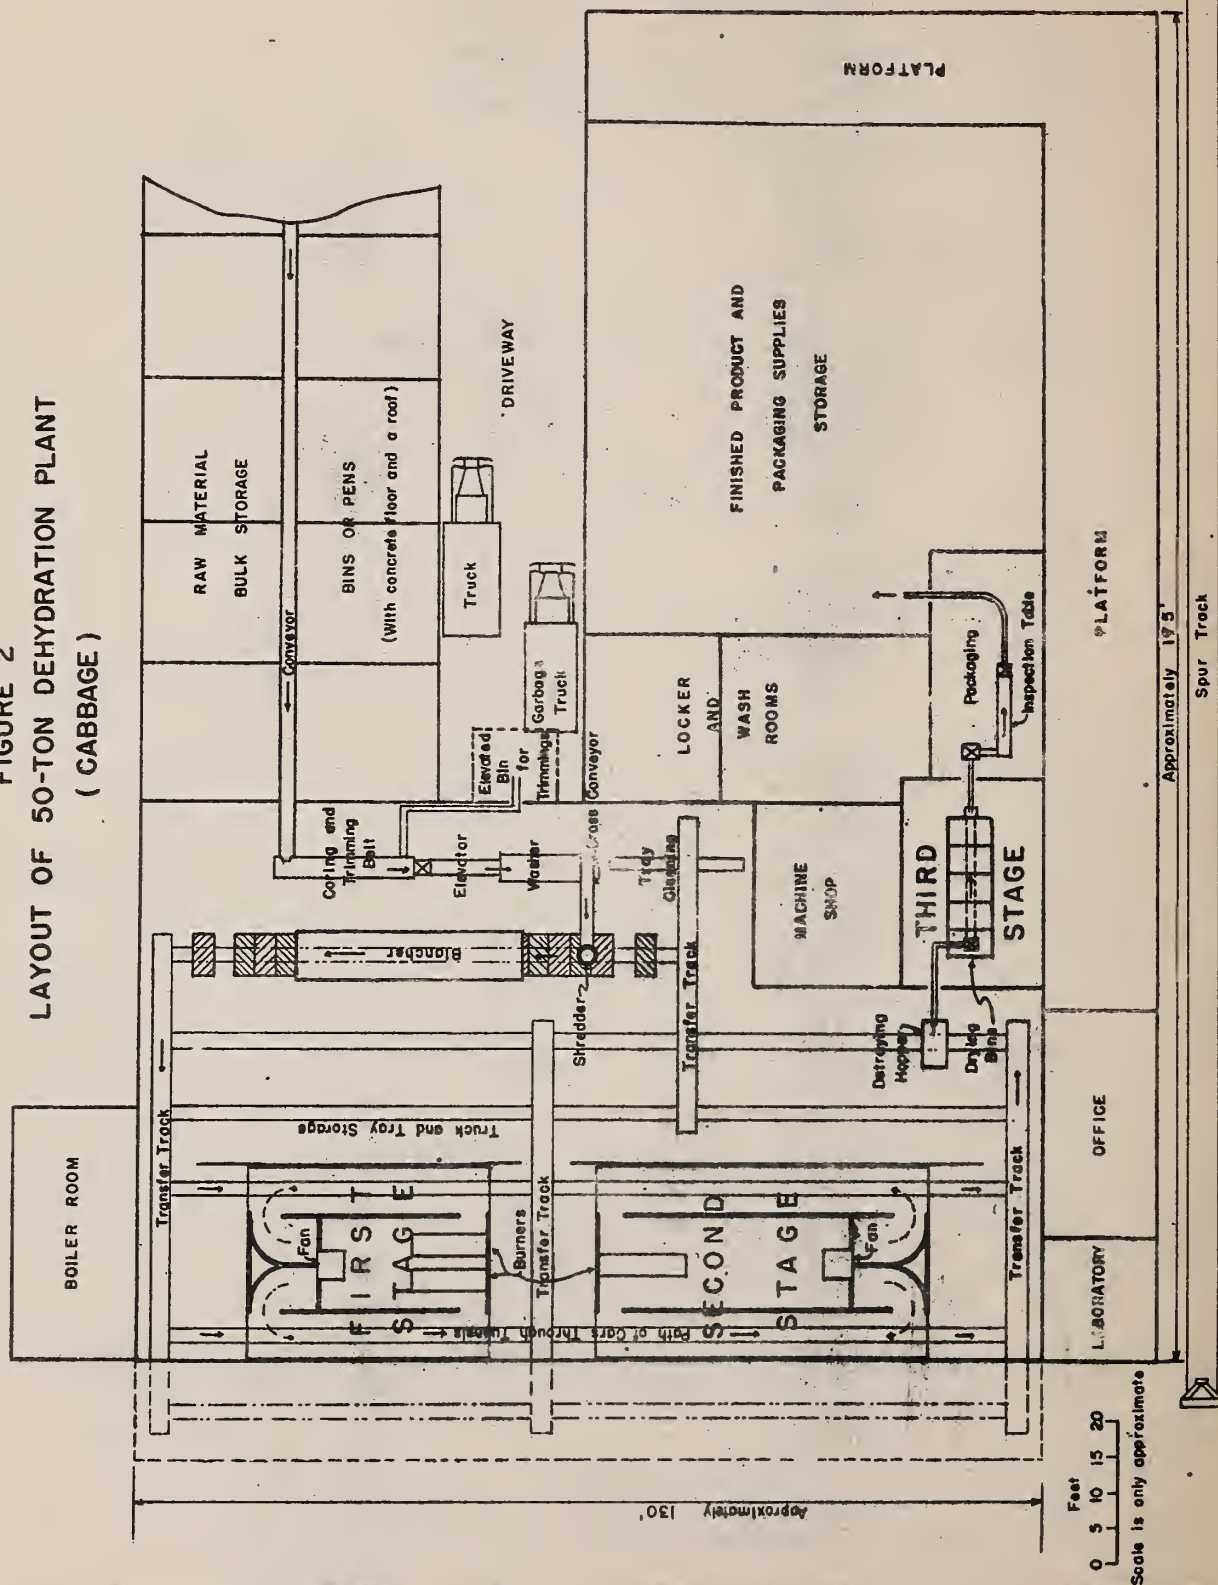 FIGURE 2
LAYOUT OF 50-TON DEHYDRATION PLANT
( CABBAGE )
BOILER ROOM
RAW MATERIAL
BULK STORAGE
BINS OR PENS
(With concrete floor and a roof)
Conveyor
DRIVEWAY
Truck
Garbage
Truck
Elevated
Bin
for
Trimmings
Coring and
Trimming
Belt
Elevator
Washer
Cross Conveyor
Tray
Cleaning
Blancher
Shredder
Transfer Track
Transfer Track
Transfer Track
Transfer Track
Truck and Tray Storage
FIRST
STAGE
Fan
Burners
SECOND
STAGE
Fan
Path of Cars Through Tunnels
LOCKER
AND
WASH
ROOMS
MACHINE
SHOP
THIRD
STAGE
Detraying
Hopper
Drying
Bins
Packaging
Inspection Table
FINISHED PRODUCT AND
PACKAGING SUPPLIES
STORAGE
PLATFORM
PLATFORM
OFFICE
LABORATORY
Approximately 175'
Spur Track
Approximately 130'
Feet
0 5 10 15 20
Scale is only approximate